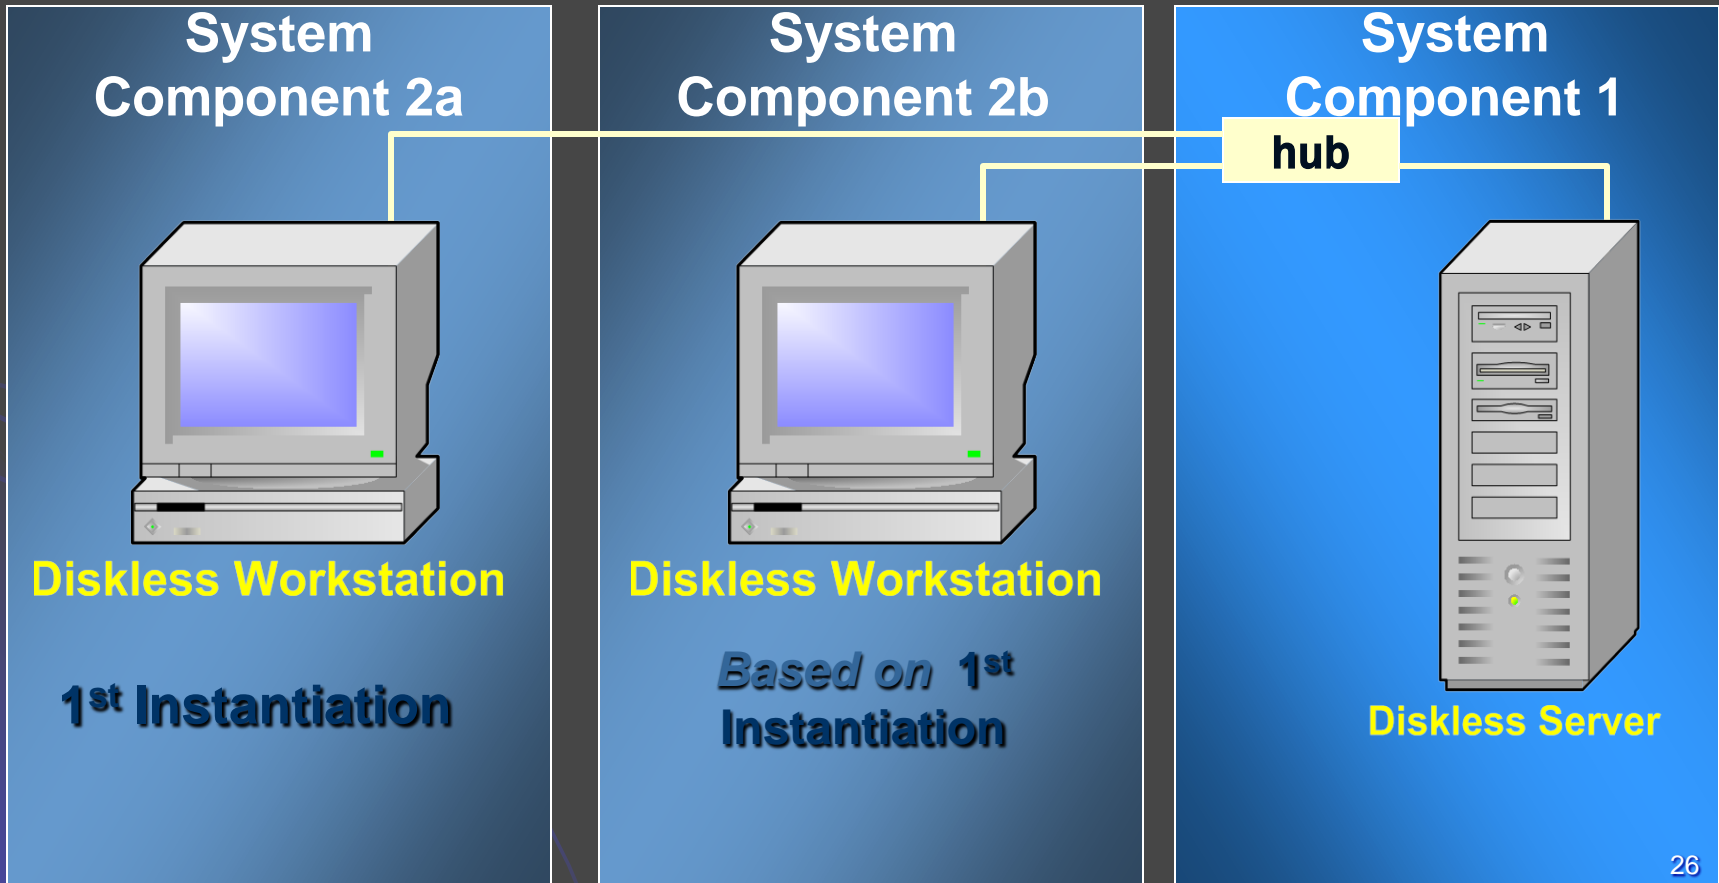 System
Component 2a
System
Component 2b
System
Component 1
hub
Diskless Workstation
Diskless Workstation
1st Instantiation
Based on 1st
Instantiation
Diskless Server
26